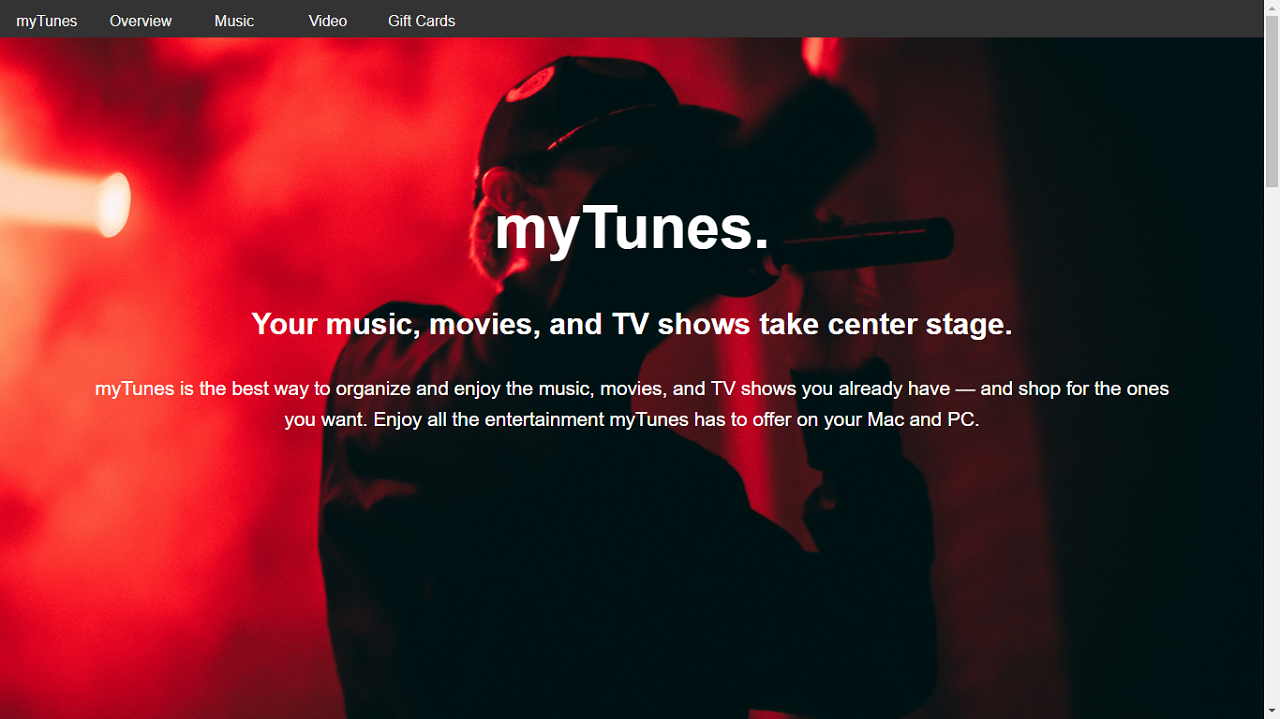 myTunes Overview Music Video Gift Cards
myTunes.
Your music, movies, and TV shows take center stage.
myTunes is the best way to organize and enjoy the music, movies, and TV shows you already have — and shop for the ones
you want. Enjoy all the entertainment myTunes has to offer on your Mac and PC.